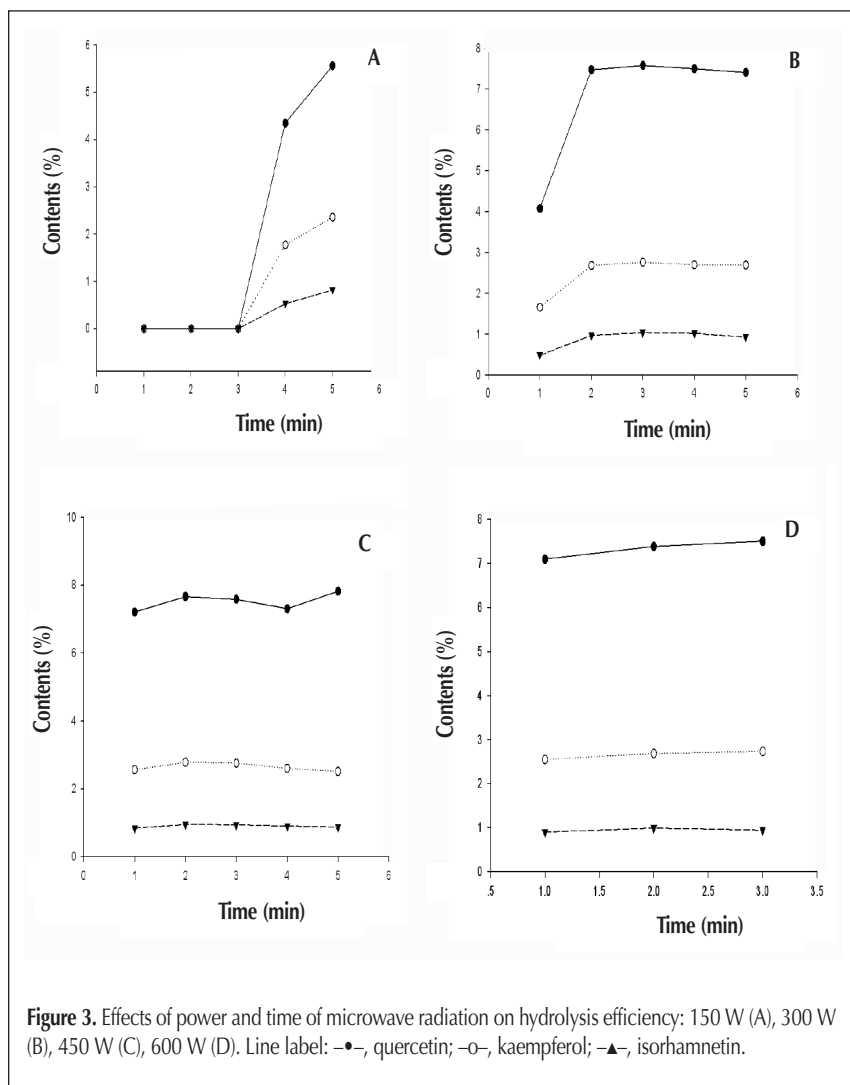 A
Contents (%)
6
5
4
3
2
1
0
0 1 2 3 4 5 6
Time (min)
B
Contents (%)
8
7
6
5
4
3
2
1
0
0 1 2 3 4 5 6
Time (min)
C
Contents (%)
10
8
6
4
2
0
0 1 2 3 4 5 6
Time (min)
D
Contents (%)
8
7
6
5
4
3
2
1
0
.5 1.0 1.5 2.0 2.5 3.0 3.5
Time (min)
Figure 3. Effects of power and time of microwave radiation on hydrolysis efficiency: 150 W (A), 300 W
(B), 450 W (C), 600 W (D). Line label: –●–, quercetin; –o–, kaempferol; –▲–, isorhamnetin.